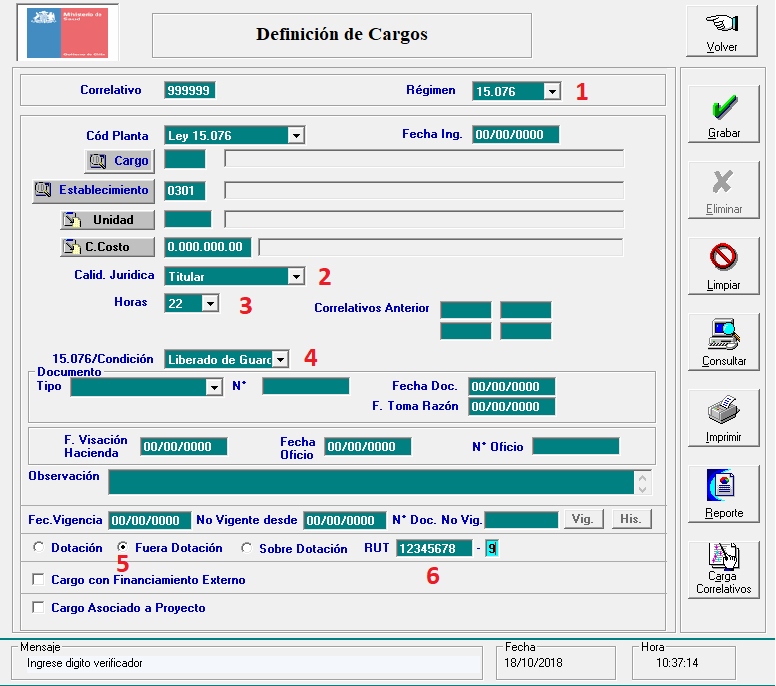 Ministerio de
Salud
Gobierno de Chile
Definición de Cargos
Volver
Correlativo 999999 Régimen 15.076 1
Cód Planta Ley 15.076 Fecha Ing. 00/00/0000
Cargo
Establecimiento 0301
Unidad
C.Costo 0.000.000.00
Calid. Juridica Titular 2
Horas 22 3 Correlativos Anterior
15.076/Condición Liberado de Guarc 4
Documento
Tipo N° Fecha Doc. 00/00/0000
F. Toma Razón 00/00/0000
F. Visación
Hacienda 00/00/0000 Fecha
Oficio 00/00/0000 N° Oficio
Observación
Fec.Vigencia 00/00/0000 No Vigente desde 00/00/0000 N° Doc. No Vig. Vig. His.
Dotación Fuera Dotación Sobre Dotación RUT 12345678 - 9
5 6
Cargo con Financiamiento Externo
Cargo Asociado a Proyecto
Grabar
Eliminar
Limpiar
Consultar
Imprimir
Reporte
Carga
Correlativos
Mensaje
Ingrese digito verificador
Fecha
18/10/2018
Hora
10:37:14